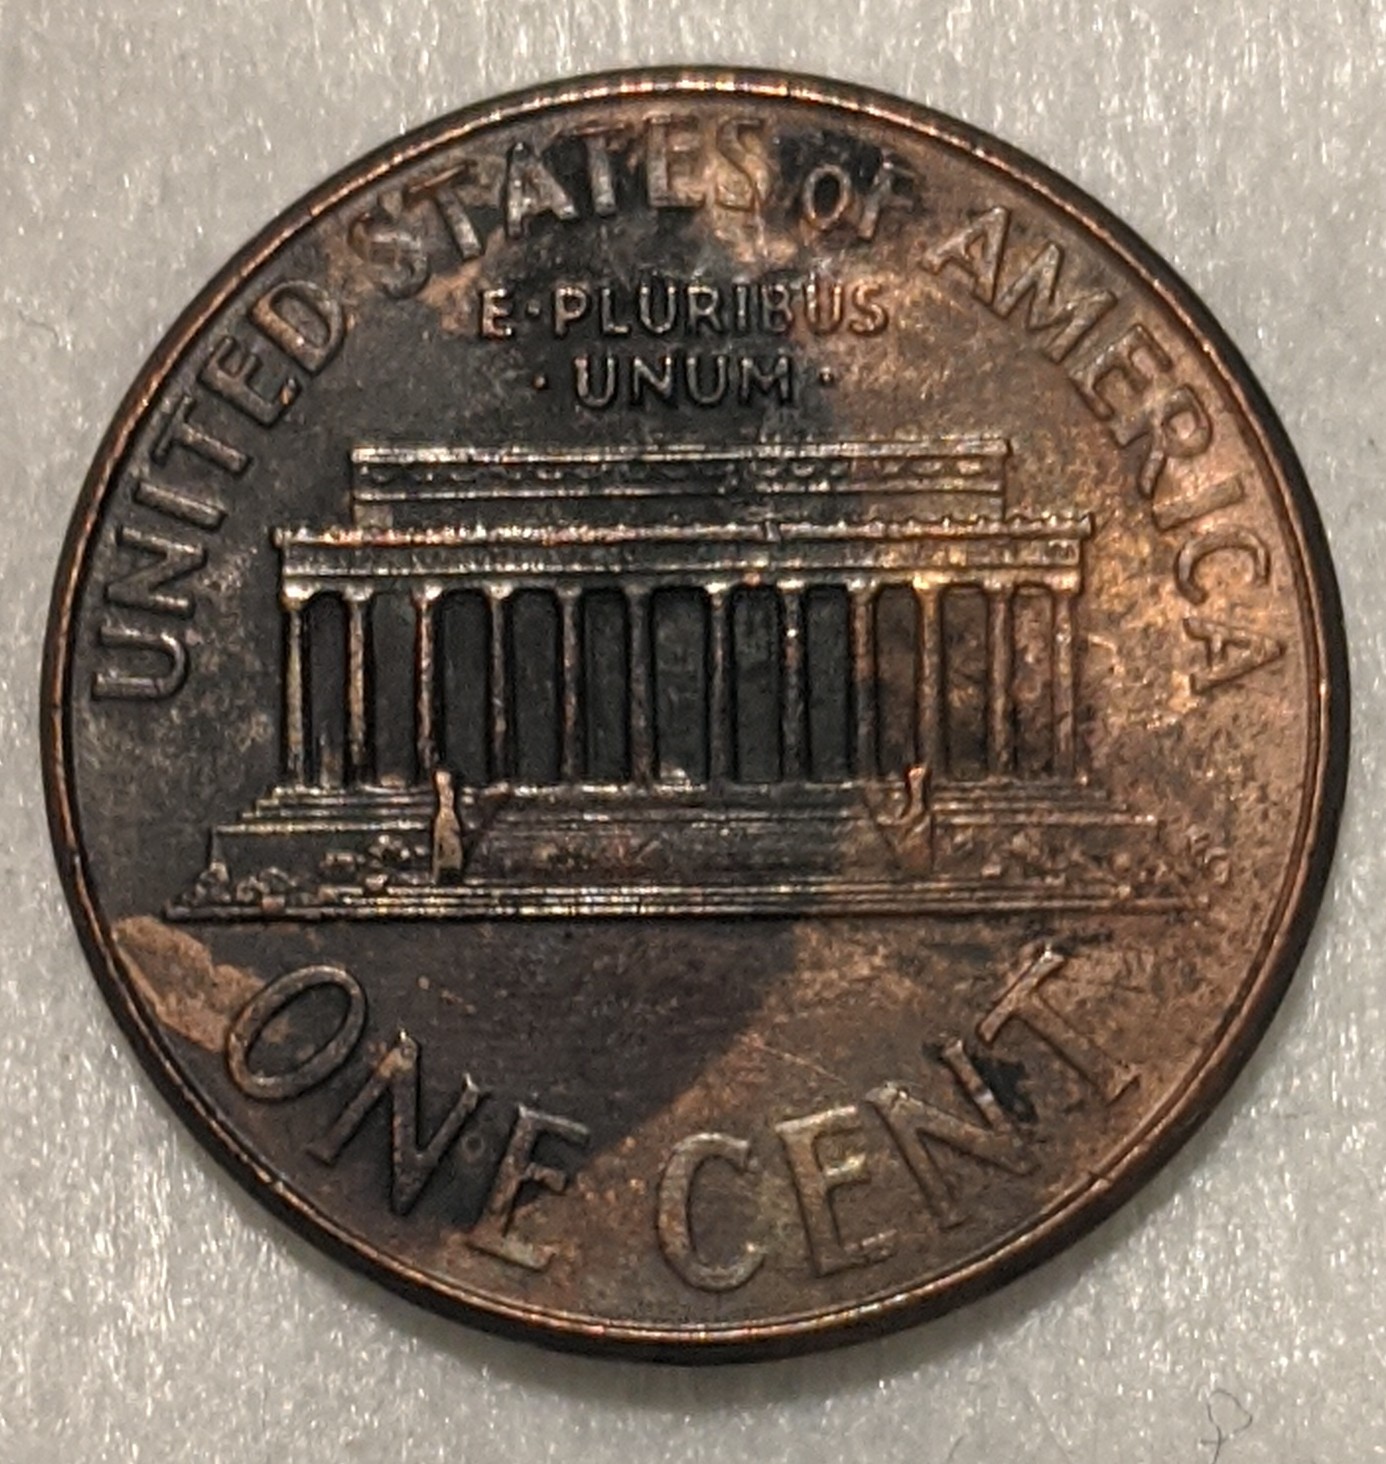 UNITED STATES OF AMERICA
E·PLURIBUS
·UNUM·
ONE CENT